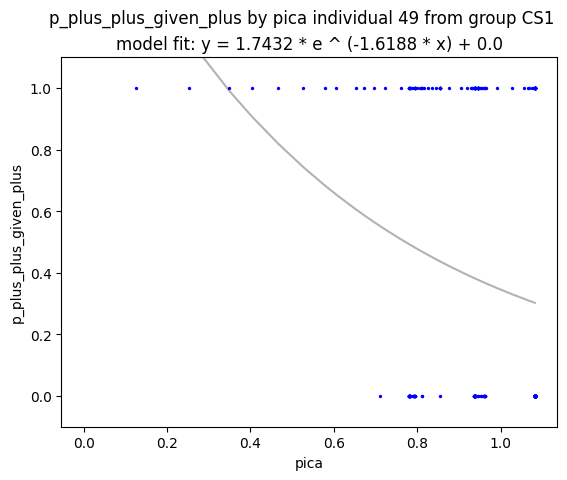 p_plus_plus_given_plus by pica individual 49 from group CS1
model fit: y = 1.7432 * e ^ (-1.6188 * x) + 0.0
1.0
0.8
0.6
0.4
0.2
0.0
p_plus_plus_given_plus
0.0 0.2 0.4 0.6 0.8 1.0
pica